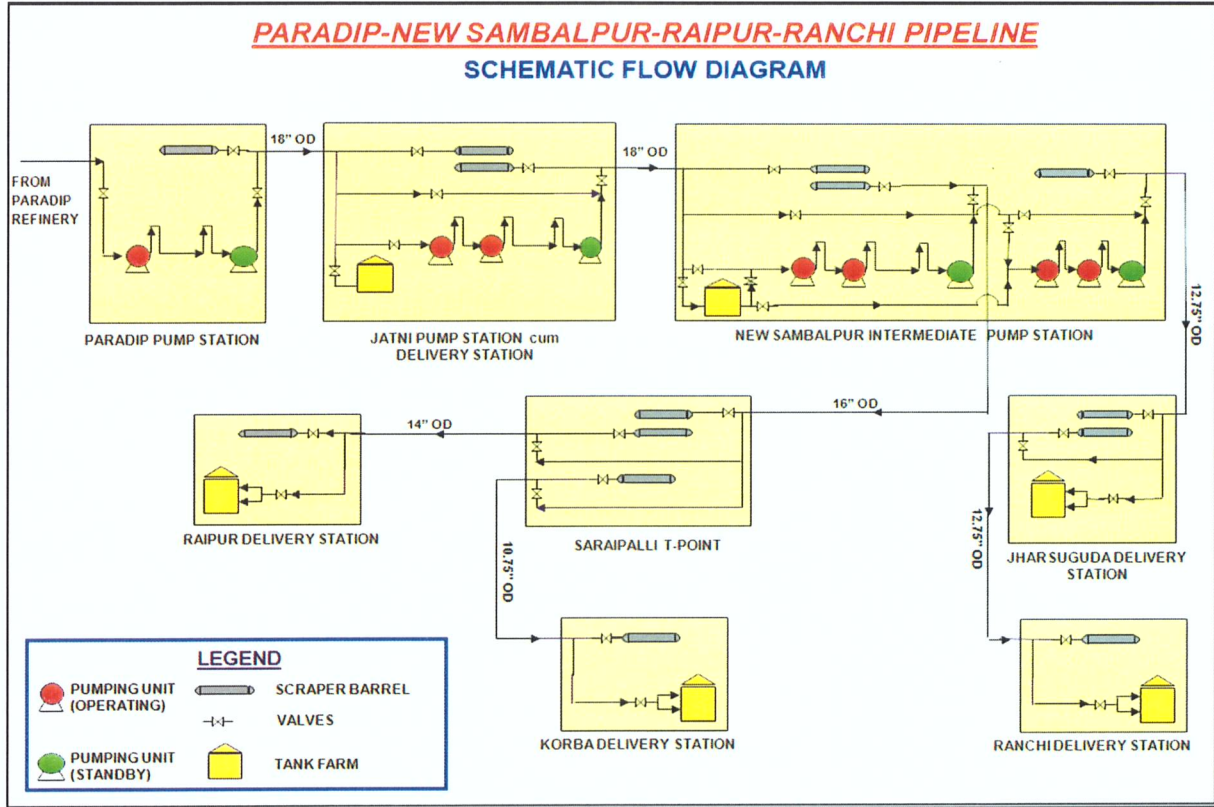 PARADIP-NEW SAMBALPUR-RAIPUR-RANCHI PIPELINE
SCHEMATIC FLOW DIAGRAM
18" OD
18" OD
FROM
PARADIP
REFINERY
12.75" OD
PARADIP PUMP STATION
JATNI PUMP STATION cum
DELIVERY STATION
NEW SAMBALPUR INTERMEDIATE PUMP STATION
14" OD
16" OD
RAIPUR DELIVERY STATION
SARAIPALLI T-POINT
JHARSUGUDA DELIVERY
STATION
10.75" OD
12.75" OD
KORBA DELIVERY STATION
RANCHI DELIVERY STATION
LEGEND
PUMPING UNIT
(OPERATING)
SCRAPER BARREL
VALVES
PUMPING UNIT
(STANDBY)
TANK FARM